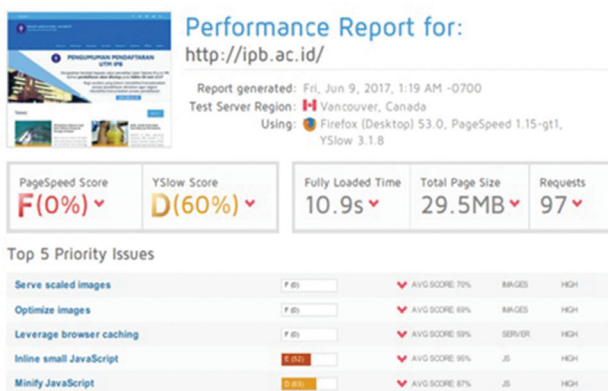 Performance Report for:
http://ipb.ac.id/
PENGUMUMAN PENDAFTARAN
UTM IPB
Report generated: Fri, Jun 9, 2017, 1:19 AM -0700
Test Server Region: Vancouver, Canada
Using: Firefox (Desktop) 53.0, PageSpeed 1.15-gt1,
YSlow 3.1.8
PageSpeed Score YSlow Score Fully Loaded Time Total Page Size Requests
F(0%) D(60%) 10.9s 29.5MB 97
Top 5 Priority Issues
Serve scaled images F (0) AVG SCORE: 70% IMAGES HIGH
Optimize images F (0) AVG SCORE: 69% IMAGES HIGH
Leverage browser caching F (0) AVG SCORE: 59% SERVER HIGH
Inline small JavaScript E (52) AVG SCORE: 95% JS HIGH
Minify JavaScript D (63) AVG SCORE: 87% JS HIGH